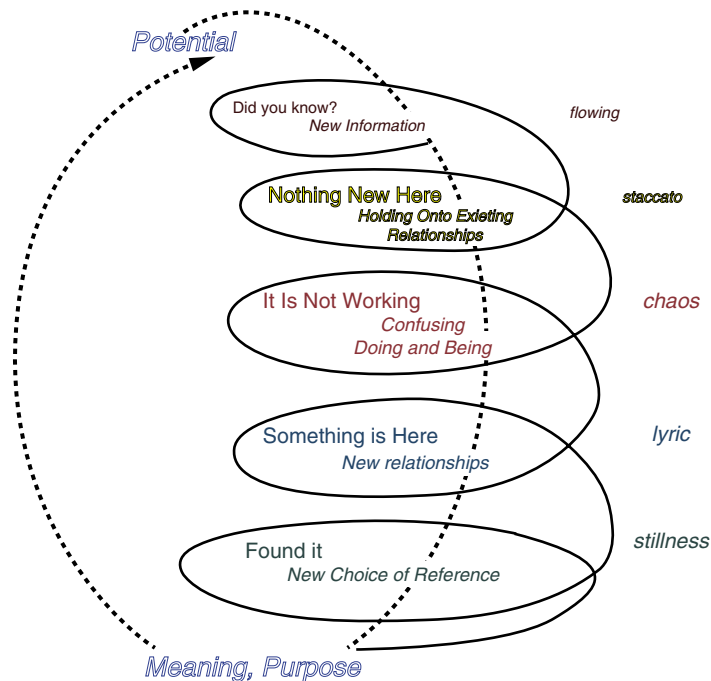 Potential
Did you know?
New Information
flowing
Nothing New Here
Holding Onto Existing
Relationships
staccato
It Is Not Working
Confusing
Doing and Being
chaos
Something is Here
New relationships
lyric
Found it
New Choice of Reference
stillness
Meaning, Purpose